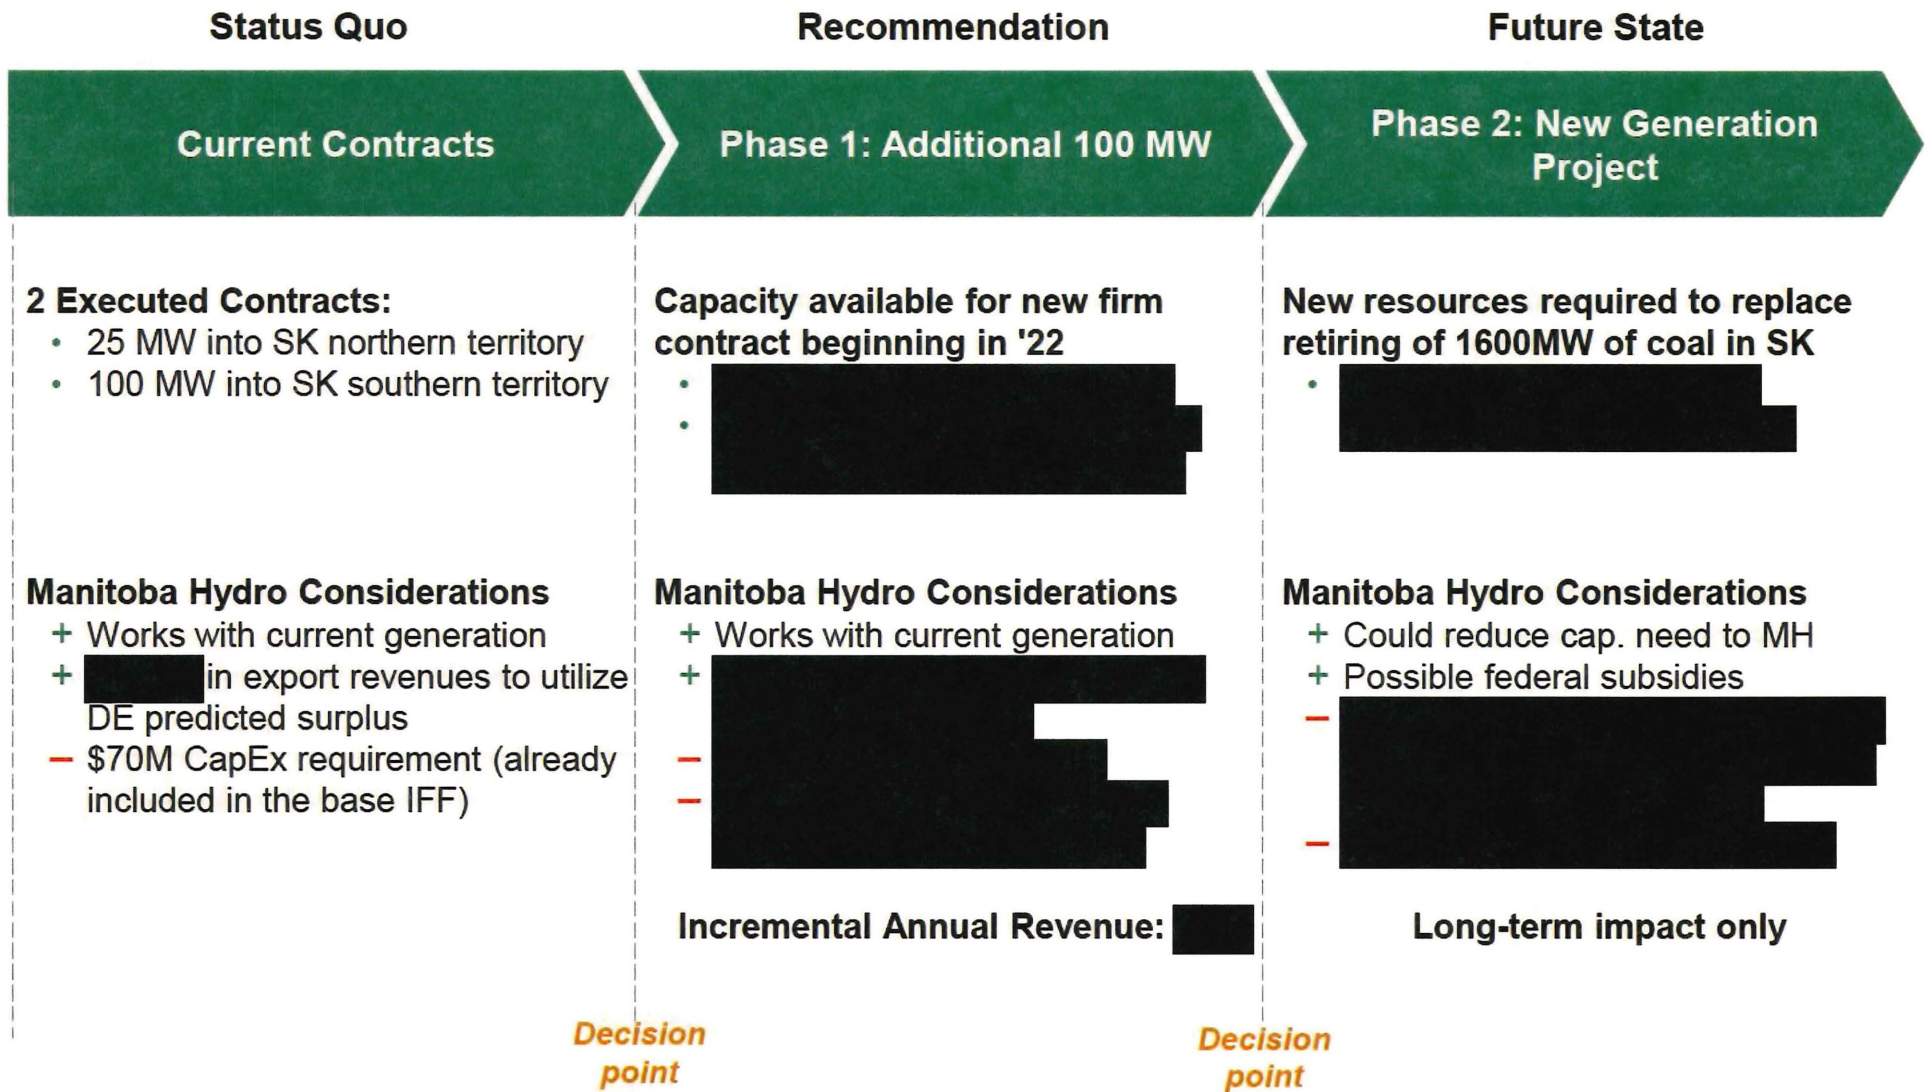 Status Quo
Recommendation
Future State
Current Contracts
Phase 1: Additional 100 MW
Phase 2: New Generation
Project
2 Executed Contracts:
• 25 MW into SK northern territory
• 100 MW into SK southern territory
Manitoba Hydro Considerations
+ Works with current generation
+ in export revenues to utilize
DE predicted surplus
– $70M CapEx requirement (already
included in the base IFF)
Capacity available for new firm
contract beginning in '22
•
•
Manitoba Hydro Considerations
+ Works with current generation
+
–
–
Incremental Annual Revenue:
New resources required to replace
retiring of 1600MW of coal in SK
•
Manitoba Hydro Considerations
+ Could reduce cap. need to MH
+ Possible federal subsidies
–
–
Long-term impact only
Decision
point
Decision
point